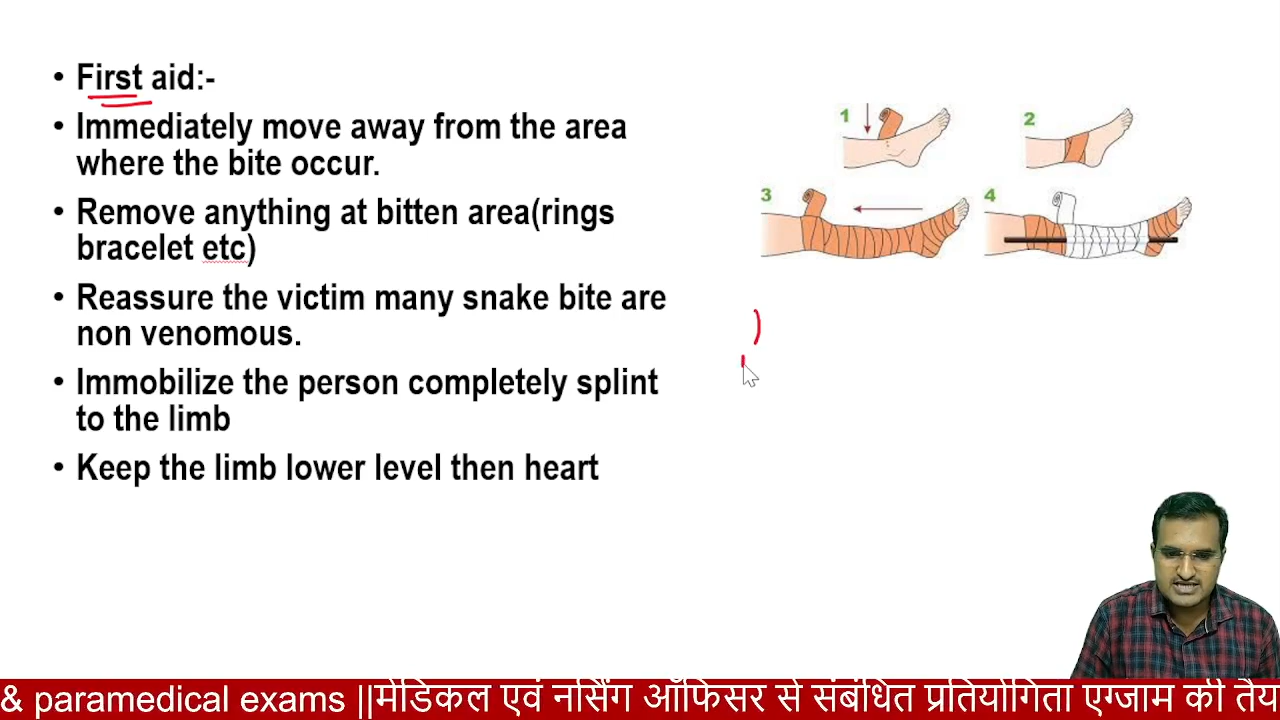 • First aid:-
• Immediately move away from the area
where the bite occur.
• Remove anything at bitten area(rings
bracelet etc)
• Reassure the victim many snake bite are
non venomous.
• Immobilize the person completely splint
to the limb
• Keep the limb lower level then heart
1
2
3
4
& paramedical exams ||मेडिकल एवं नर्सिंग ऑफिसर से संबंधित प्रतियोगिता एग्जाम की तैय